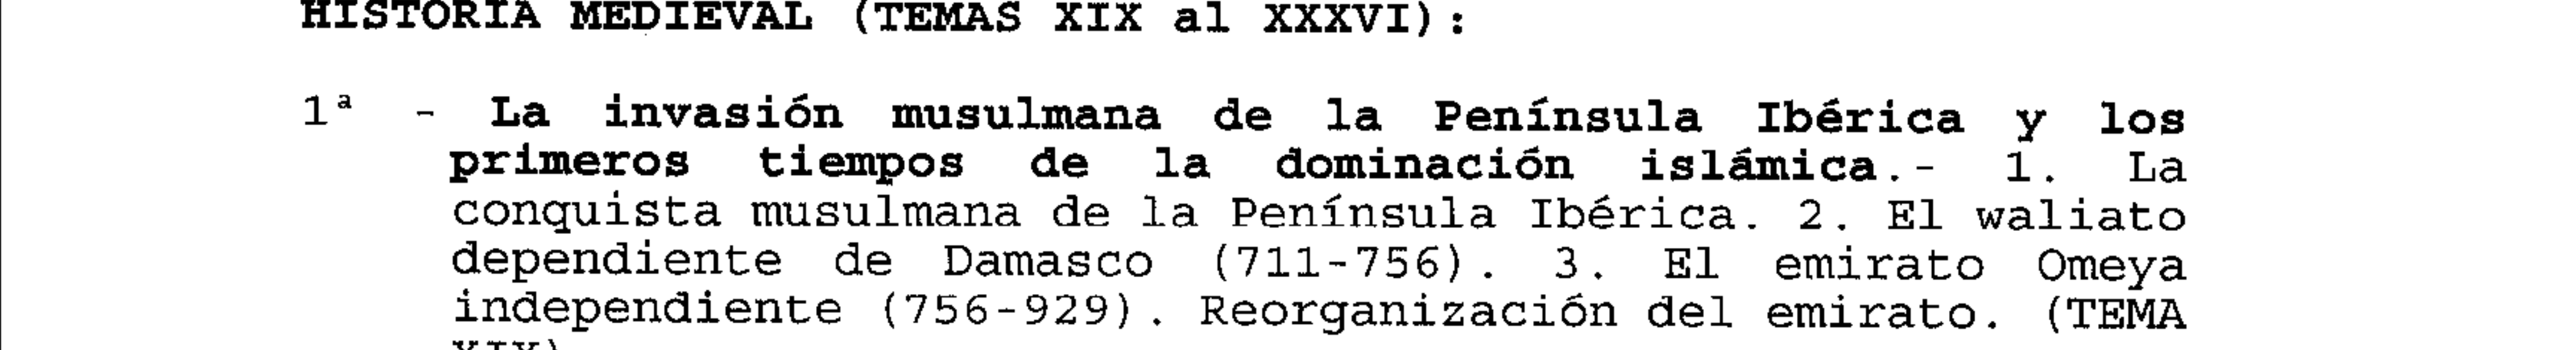 HISTORIA MEDIEVAL (TEMAS XIX al XXXVI):
1ª - La invasión musulmana de la Península Ibérica y los
primeros tiempos de la dominación islámica.- 1. La
conquista musulmana de la Península Ibérica. 2. El waliato
dependiente de Damasco (711-756). 3. El emirato Omeya
independiente (756-929). Reorganización del emirato. (TEMA
XIX)